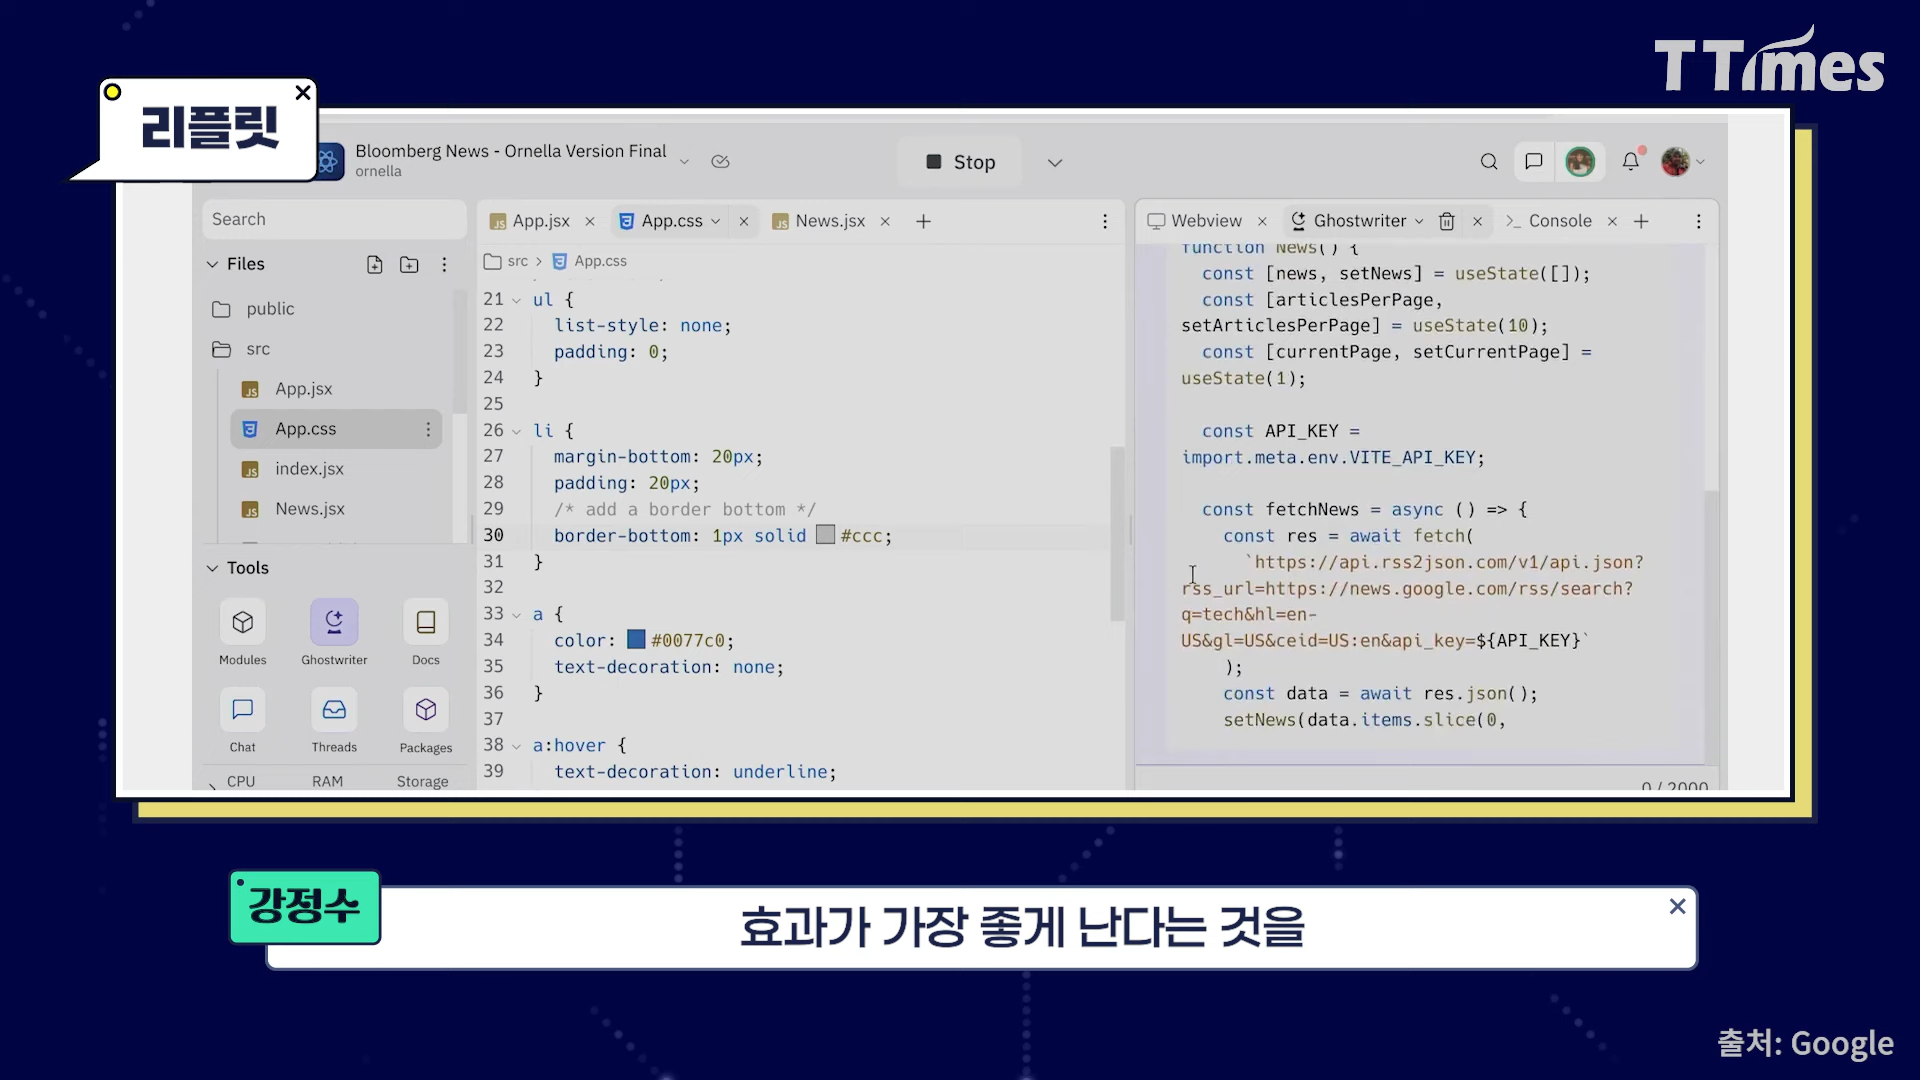 TTimes
리플릿
Bloomberg News - Ornella Version Final
ornella
Stop
Search
Files
public
src
App.jsx
App.css
index.jsx
News.jsx
Tools
Modules
Ghostwriter
Docs
Chat
Threads
Packages
CPU
RAM
Storage
App.jsx
App.css
News.jsx
src > App.css
21 ul {
22 list-style: none;
23 padding: 0;
24 }
25
26 li {
27 margin-bottom: 20px;
28 padding: 20px;
29 /* add a border bottom */
30 border-bottom: 1px solid #ccc;
31 }
32
33 a {
34 color: #0077c0;
35 text-decoration: none;
36 }
37
38 a:hover {
39 text-decoration: underline;
Webview
Ghostwriter
Console
function News() {
const [news, setNews] = useState([]);
const [articlesPerPage,
setArticlesPerPage] = useState(10);
const [currentPage, setCurrentPage] =
useState(1);
const API_KEY =
import.meta.env.VITE_API_KEY;
const fetchNews = async () => {
const res = await fetch(
`https://api.rss2json.com/v1/api.json?
rss_url=https://news.google.com/rss/search?
q=tech&hl=en-
US&gl=US&ceid=US:en&api_key=${API_KEY}`
);
const data = await res.json();
setNews(data.items.slice(0,
0 / 2000
강정수
효과가 가장 좋게 난다는 것을
출처: Google